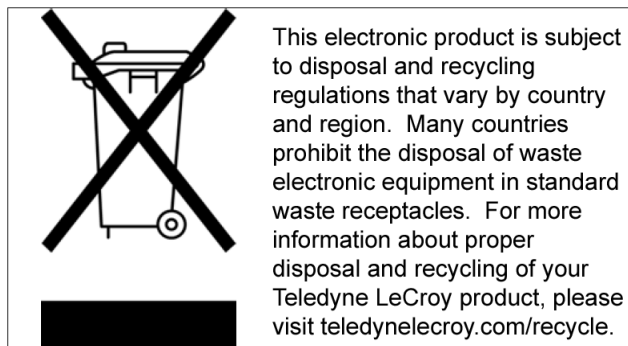 This electronic product is subject
to disposal and recycling
regulations that vary by country
and region.  Many countries
prohibit the disposal of waste
electronic equipment in standard
waste receptacles.  For more
information about proper
disposal and recycling of your
Teledyne LeCroy product, please
visit teledynelecroy.com/recycle.